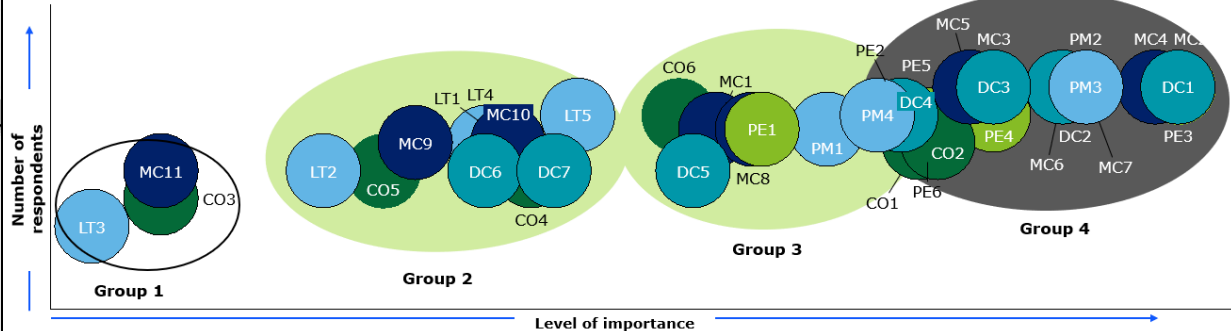 Number of
respondents
MC11
CO3
LT3
Group 1
LT2
CO5
MC9
LT1
LT4
MC10
LT5
DC6
DC7
CO4
Group 2
CO6
MC1
PE1
DC5
MC8
PM1
Group 3
PE2
PM4
PE5
DC4
CO2
CO1
PE6
MC5
MC3
DC3
PE4
PM2
PM3
MC6
DC2
MC7
MC4
DC1
PE3
Group 4
Level of importance